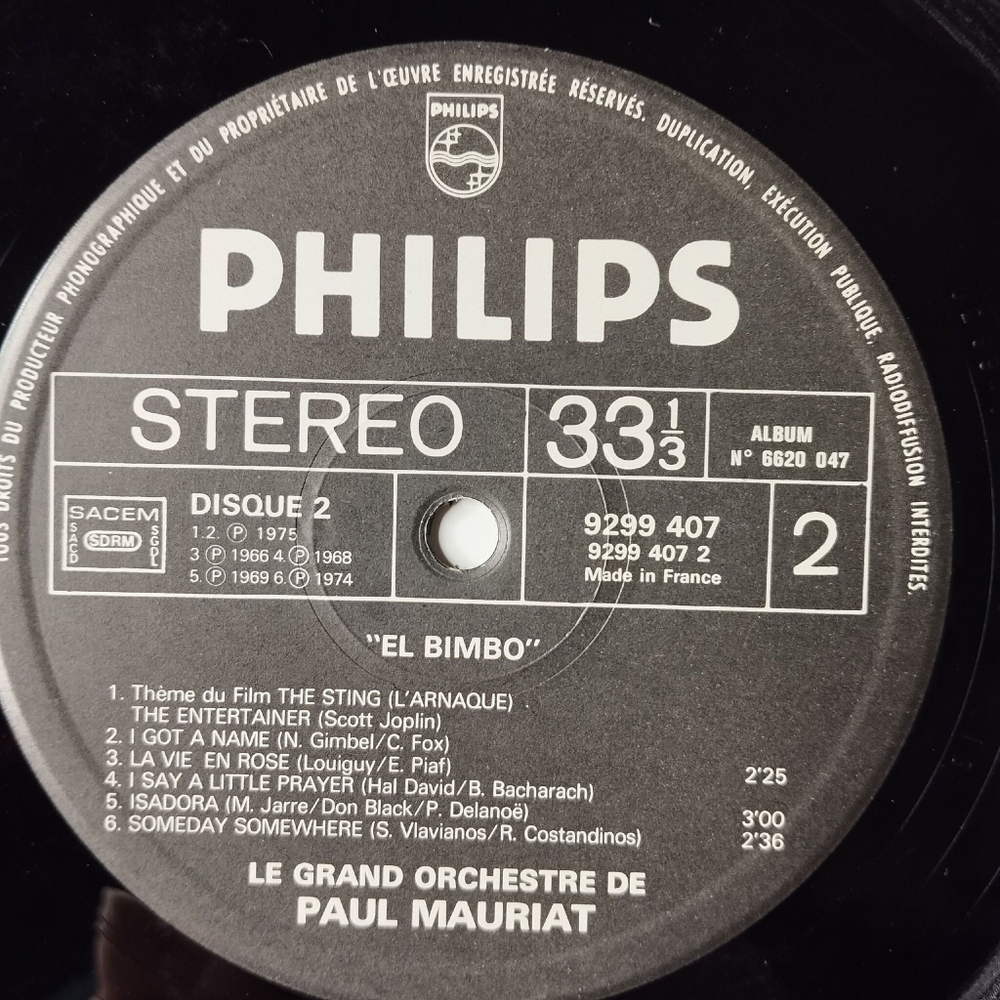 TOUS DROITS DU PRODUCTEUR PHONOGRAPHIQUE ET DU PROPRIÉTAIRE DE L'ŒUVRE ENREGISTRÉE RÉSERVÉS. DUPLICATION, EXÉCUTION PUBLIQUE, RADIODIFFUSION INTERDITES.
PHILIPS
PHILIPS
STEREO
33 1/3
ALBUM
N° 6620 047
SACEM
SACD
SDRM
SGDL
DISQUE 2
1.2. Ⓟ 1975
3 Ⓟ 1966 4. Ⓟ 1968
5. Ⓟ 1969 6. Ⓟ 1974
9299 407
9299 407 2
Made in France
2
"EL BIMBO"
1. Thème du Film THE STING (L'ARNAQUE)
THE ENTERTAINER (Scott Joplin)
2. I GOT A NAME (N. Gimbel/C. Fox)
3. LA VIE EN ROSE (Louiguy/E. Piaf) 2'25
4. I SAY A LITTLE PRAYER (Hal David/B. Bacharach)
5. ISADORA (M. Jarre/Don Black/P. Delanoë) 3'00
6. SOMEDAY SOMEWHERE (S. Vlavianos/R. Costandinos) 2'36
LE GRAND ORCHESTRE DE
PAUL MAURIAT